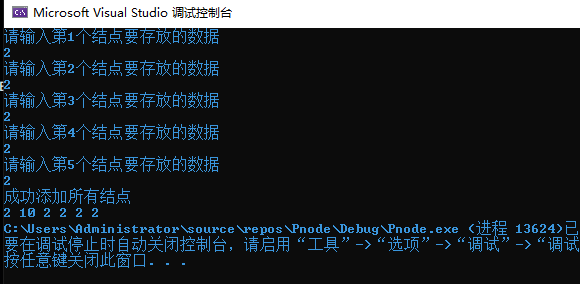 Microsoft Visual Studio 调试控制台
请输入第1个结点要存放的数据
2
请输入第2个结点要存放的数据
2
请输入第3个结点要存放的数据
2
请输入第4个结点要存放的数据
2
请输入第5个结点要存放的数据
2
成功添加所有结点
2 10 2 2 2 2
C:\Users\Administrator\source\repos\Pnode\Debug\Pnode.exe (进程 13624)已
要在调试停止时自动关闭控制台，请启用“工具”->“选项”->“调试”->“调试
按任意键关闭此窗口. . .